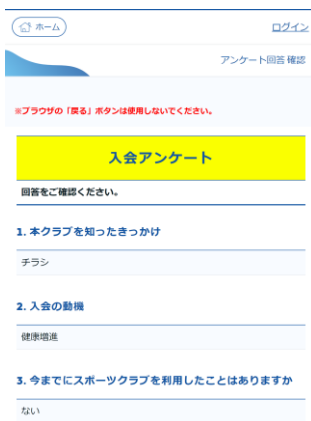 ホーム
ログイン
アンケート回答 確認
※ブラウザの「戻る」ボタンは使用しないでください。
入会アンケート
回答をご確認ください。
1. 本クラブを知ったきっかけ
チラシ
2. 入会の動機
健康増進
3. 今までにスポーツクラブを利用したことはありますか
ない